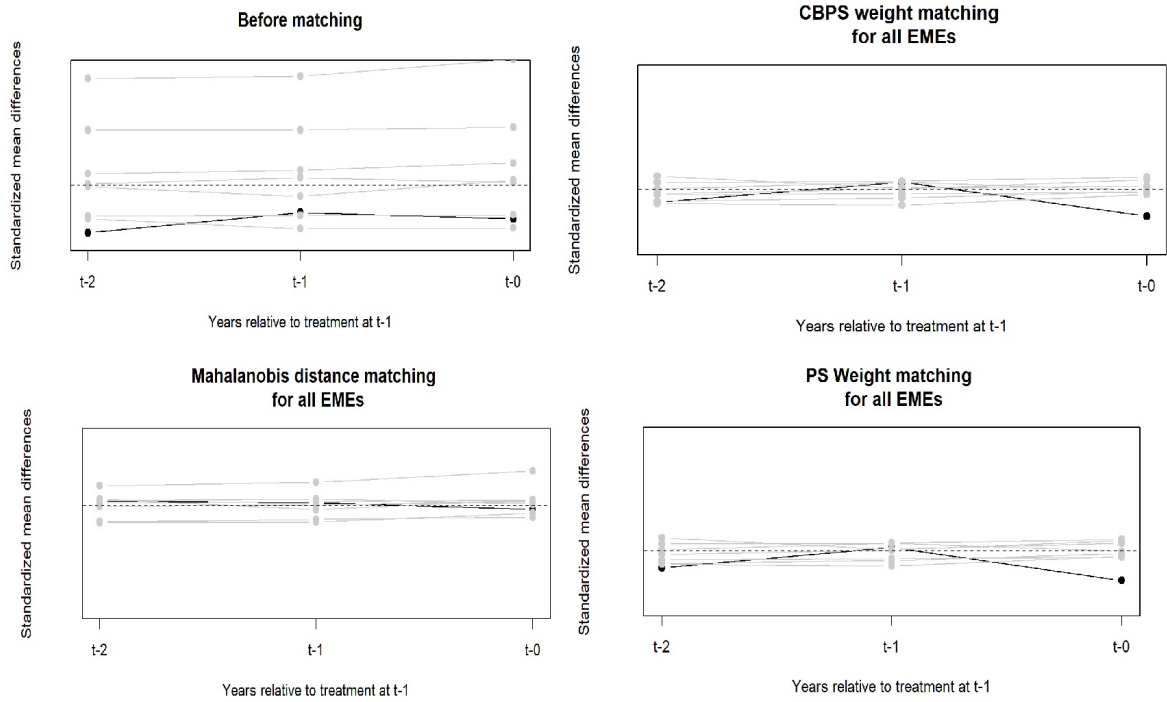 Before matching
Standardized mean differences
t-2
t-1
t-0
Years relative to treatment at t-1
CBPS weight matching
for all EMEs
Standardized mean differences
t-2
t-1
t-0
Years relative to treatment at t-1
Mahalanobis distance matching
for all EMEs
Standardized mean differences
t-2
t-1
t-0
Years relative to treatment at t-1
PS Weight matching
for all EMEs
Standardized mean differences
t-2
t-1
t-0
Years relative to treatment at t-1